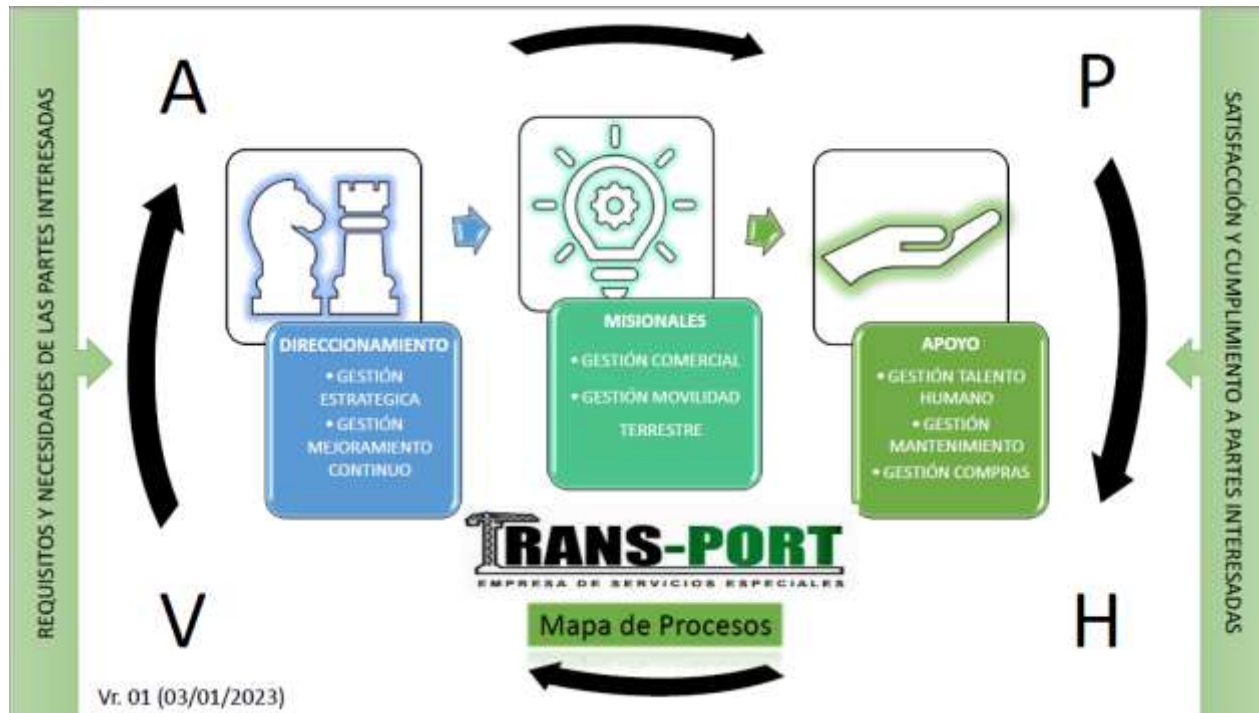 REQUISITOS Y NECESIDADES DE LAS PARTES INTERESADAS
A
P
DIRECCIONAMIENTO
• GESTIÓN
ESTRATEGICA
• GESTIÓN
MEJORAMIENTO
CONTINUO
MISIONALES
• GESTIÓN COMERCIAL
• GESTIÓN MOVILIDAD
TERRESTRE
APOYO
• GESTIÓN TALENTO
HUMANO
• GESTIÓN
MANTENIMIENTO
• GESTIÓN COMPRAS
TRANS-PORT
EMPRESA DE SERVICIOS ESPECIALES
Mapa de Procesos
V
H
Vr. 01 (03/01/2023)
SATISFACCIÓN Y CUMPLIMIENTO A PARTES INTERESADAS